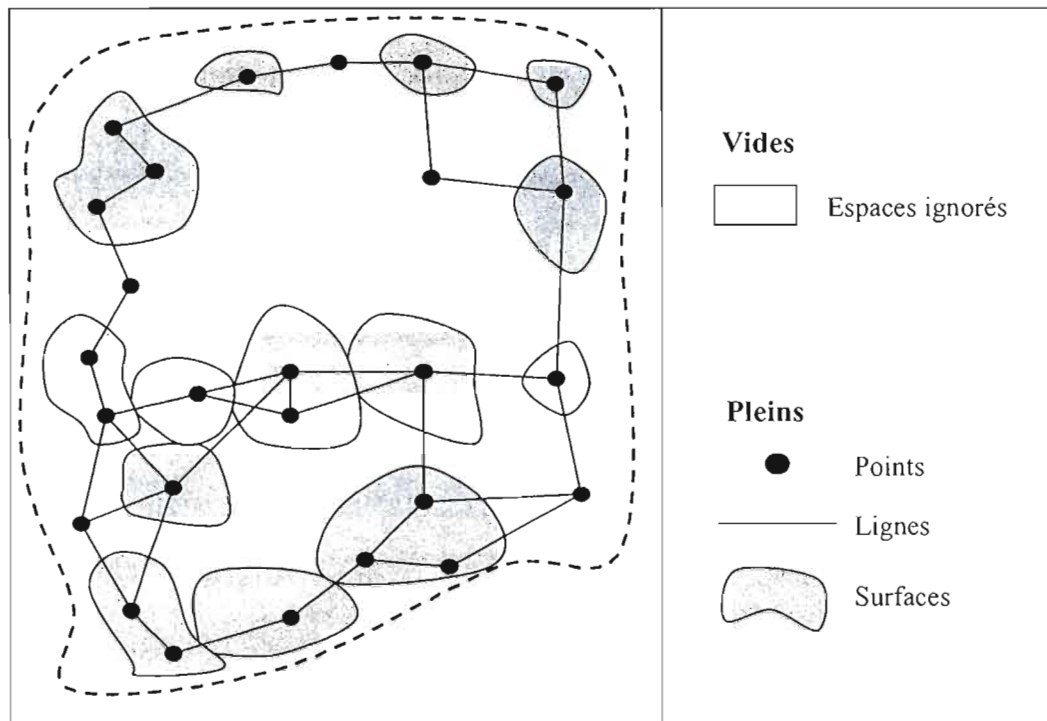 Vides
Espaces ignorés
Pleins
Points
Lignes
Surfaces